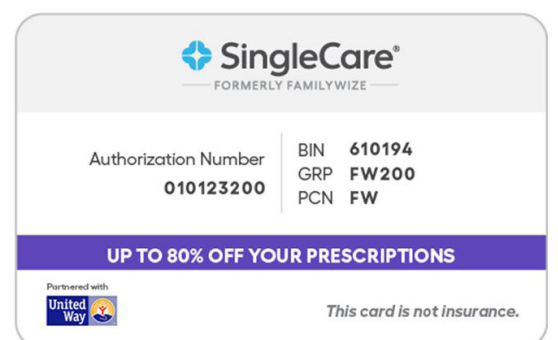 SingleCare®
FORMERLY FAMILYWIZE
Authorization Number
010123200
BIN 610194
GRP FW200
PCN FW
UP TO 80% OFF YOUR PRESCRIPTIONS
Partnered with
United
Way
This card is not insurance.